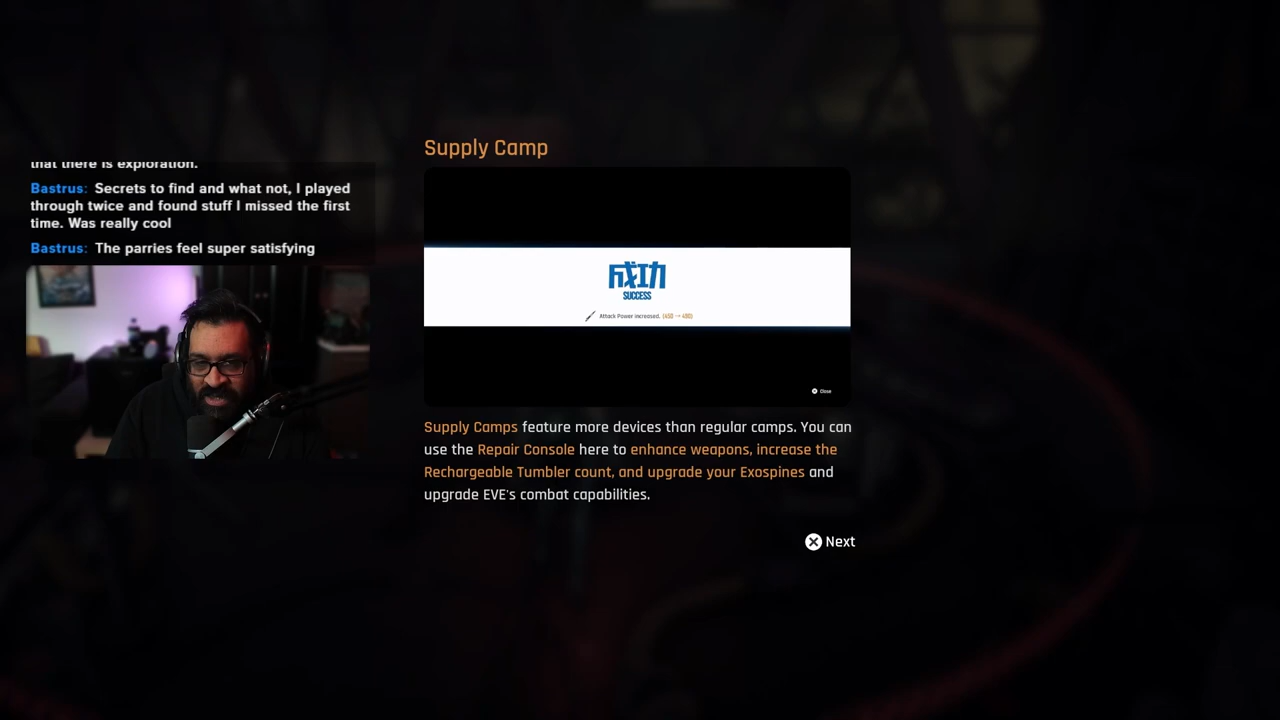 Supply Camp
that there is exploration.
Bastrus: Secrets to find and what not, I played
through twice and found stuff I missed the first
time. Was really cool
Bastrus: The parries feel super satisfying
成功
SUCCESS
Attack Power increased. (450 → 490)
Close
Supply Camps feature more devices than regular camps. You can
use the Repair Console here to enhance weapons, increase the
Rechargeable Tumbler count, and upgrade your Exospines and
upgrade EVE's combat capabilities.
Next